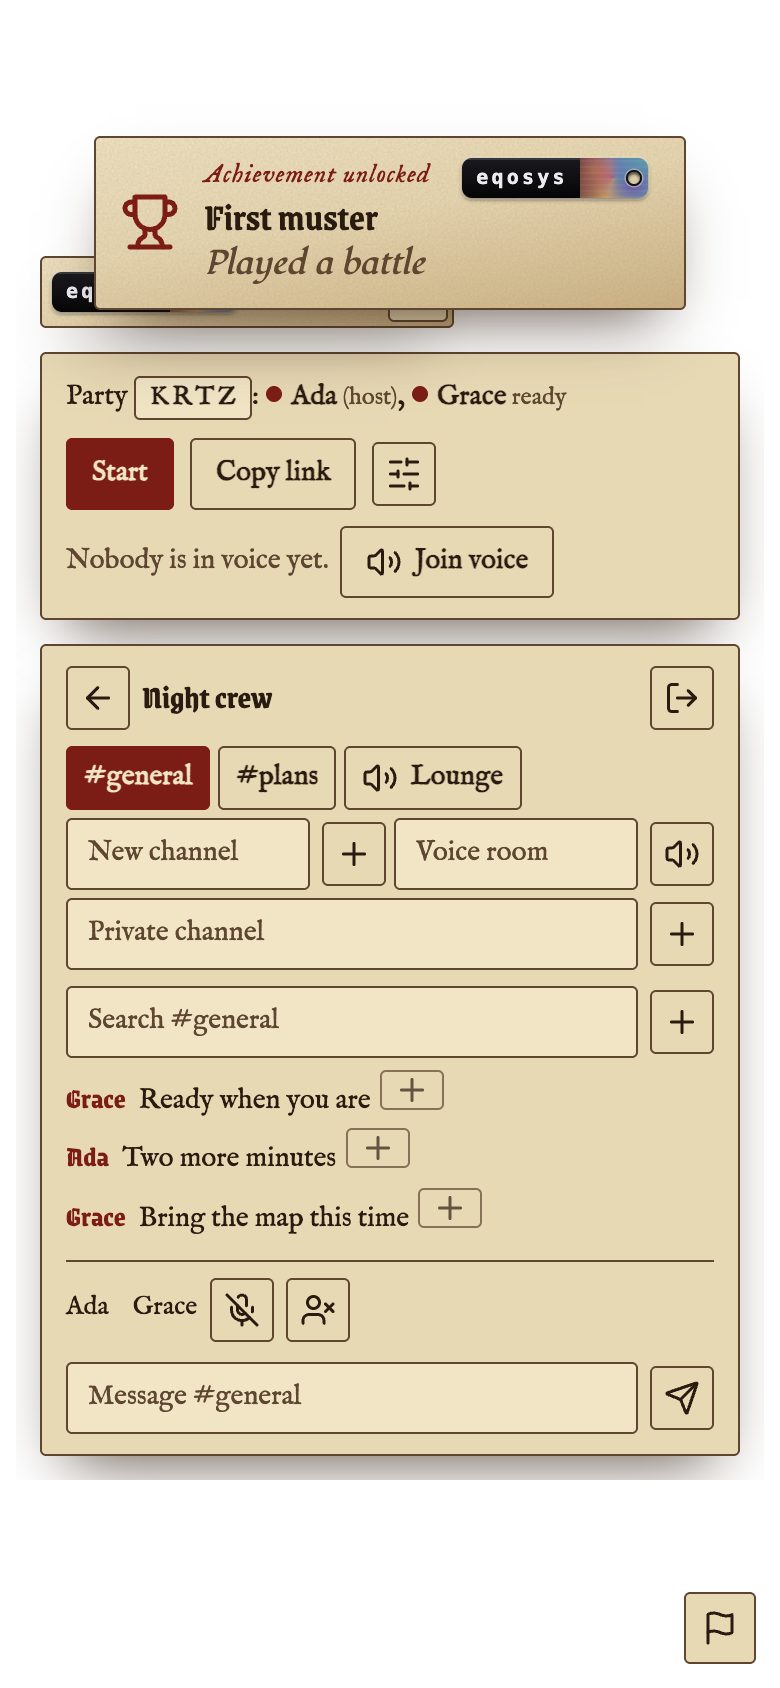 Achievement unlocked
eqosys
First muster
Played a battle
eq
Party KRTZ: Ada (host), Grace ready
Start Copy link
Nobody is in voice yet. Join voice
Night crew
#general #plans Lounge
New channel Voice room
Private channel
Search #general
Grace Ready when you are
Ada Two more minutes
Grace Bring the map this time
Ada Grace
Message #general